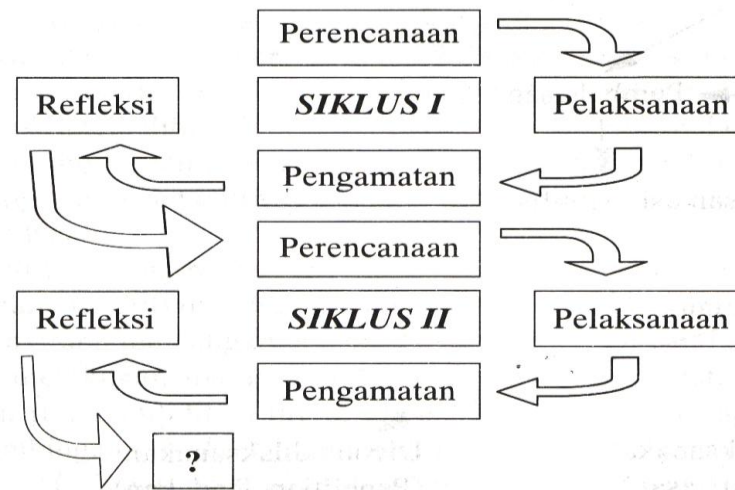 Perencanaan
Refleksi
SIKLUS I
Pelaksanaan
Pengamatan
Perencanaan
Refleksi
SIKLUS II
Pelaksanaan
Pengamatan
?